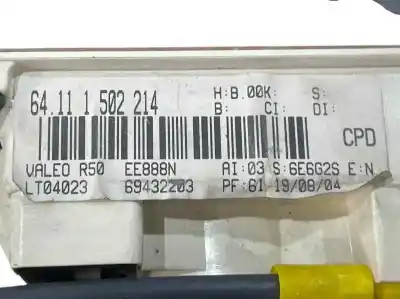 H:B.00K: S:
64.11 1 502 214 B: CI: DI:
CPD
VALEO R50 EE888N AI:03 S:6E6G2S E:N
LT04023 69432203 PF:61 19/08/04